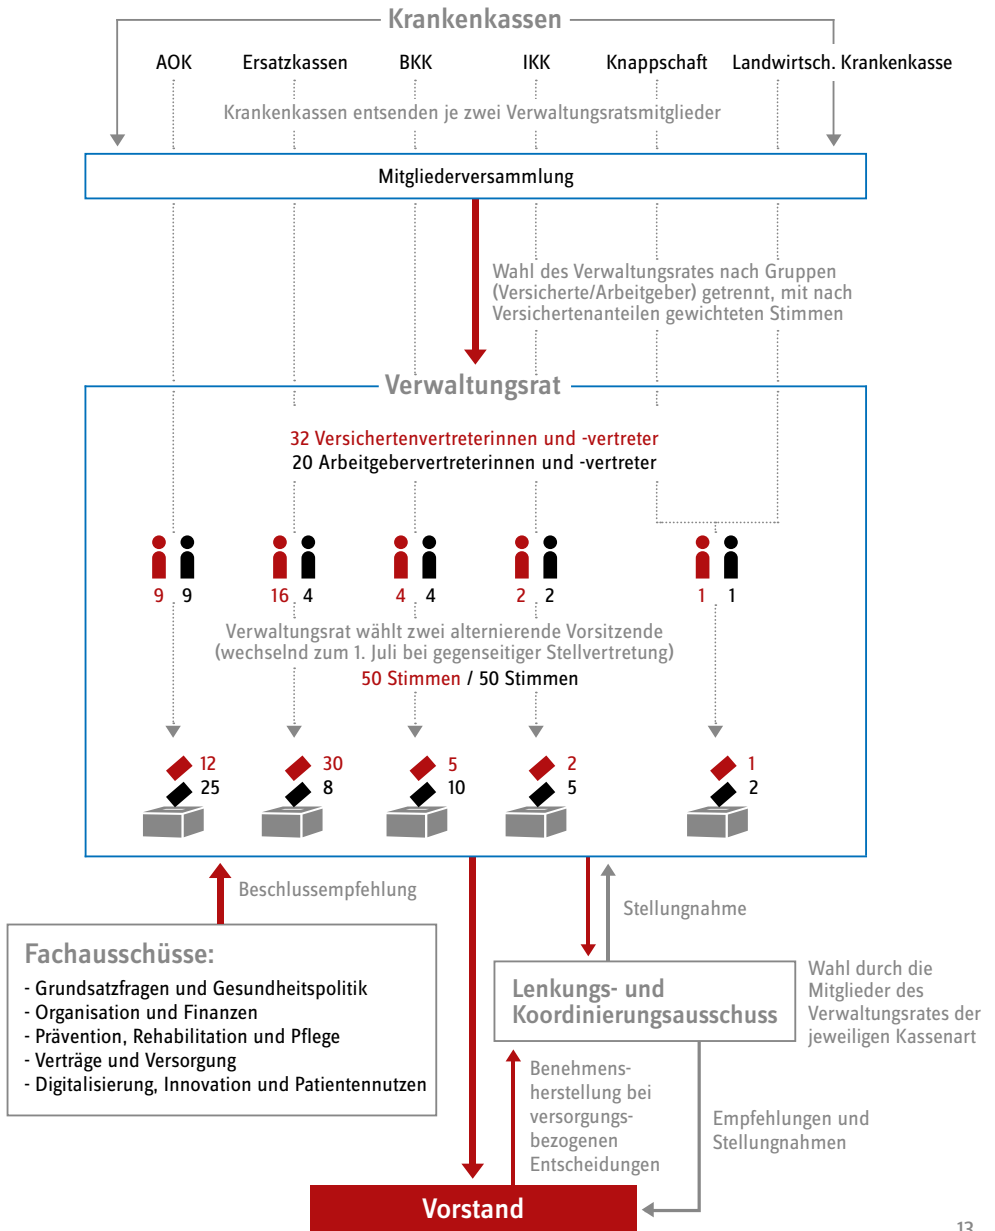 Krankenkassen
AOK
Ersatzkassen
BKK
IKK
Knappschaft
Landwirtsch. Krankenkasse
Krankenkassen entsenden je zwei Verwaltungsratsmitglieder
Mitgliederversammlung
Wahl des Verwaltungsrates nach Gruppen
(Versicherte/Arbeitgeber) getrennt, mit nach
Versichertenanteilen gewichteten Stimmen
Verwaltungsrat
32 Versichertenvertreterinnen und -vertreter
20 Arbeitgebervertreterinnen und -vertreter
9 9
16 4
4 4
2 2
1 1
Verwaltungsrat wählt zwei alternierende Vorsitzende
(wechselnd zum 1. Juli bei gegenseitiger Stellvertretung)
50 Stimmen / 50 Stimmen
12
25
30
8
5
10
2
5
1
2
Beschlussempfehlung
Stellungnahme
Fachausschüsse:
- Grundsatzfragen und Gesundheitspolitik
- Organisation und Finanzen
- Prävention, Rehabilitation und Pflege
- Verträge und Versorgung
- Digitalisierung, Innovation und Patientennutzen
Lenkungs- und
Koordinierungsausschuss
Wahl durch die
Mitglieder des
Verwaltungsrates der
jeweiligen Kassenart
Benehmens-
herstellung bei
versorgungs-
bezogenen
Entscheidungen
Empfehlungen und
Stellungnahmen
Vorstand
13